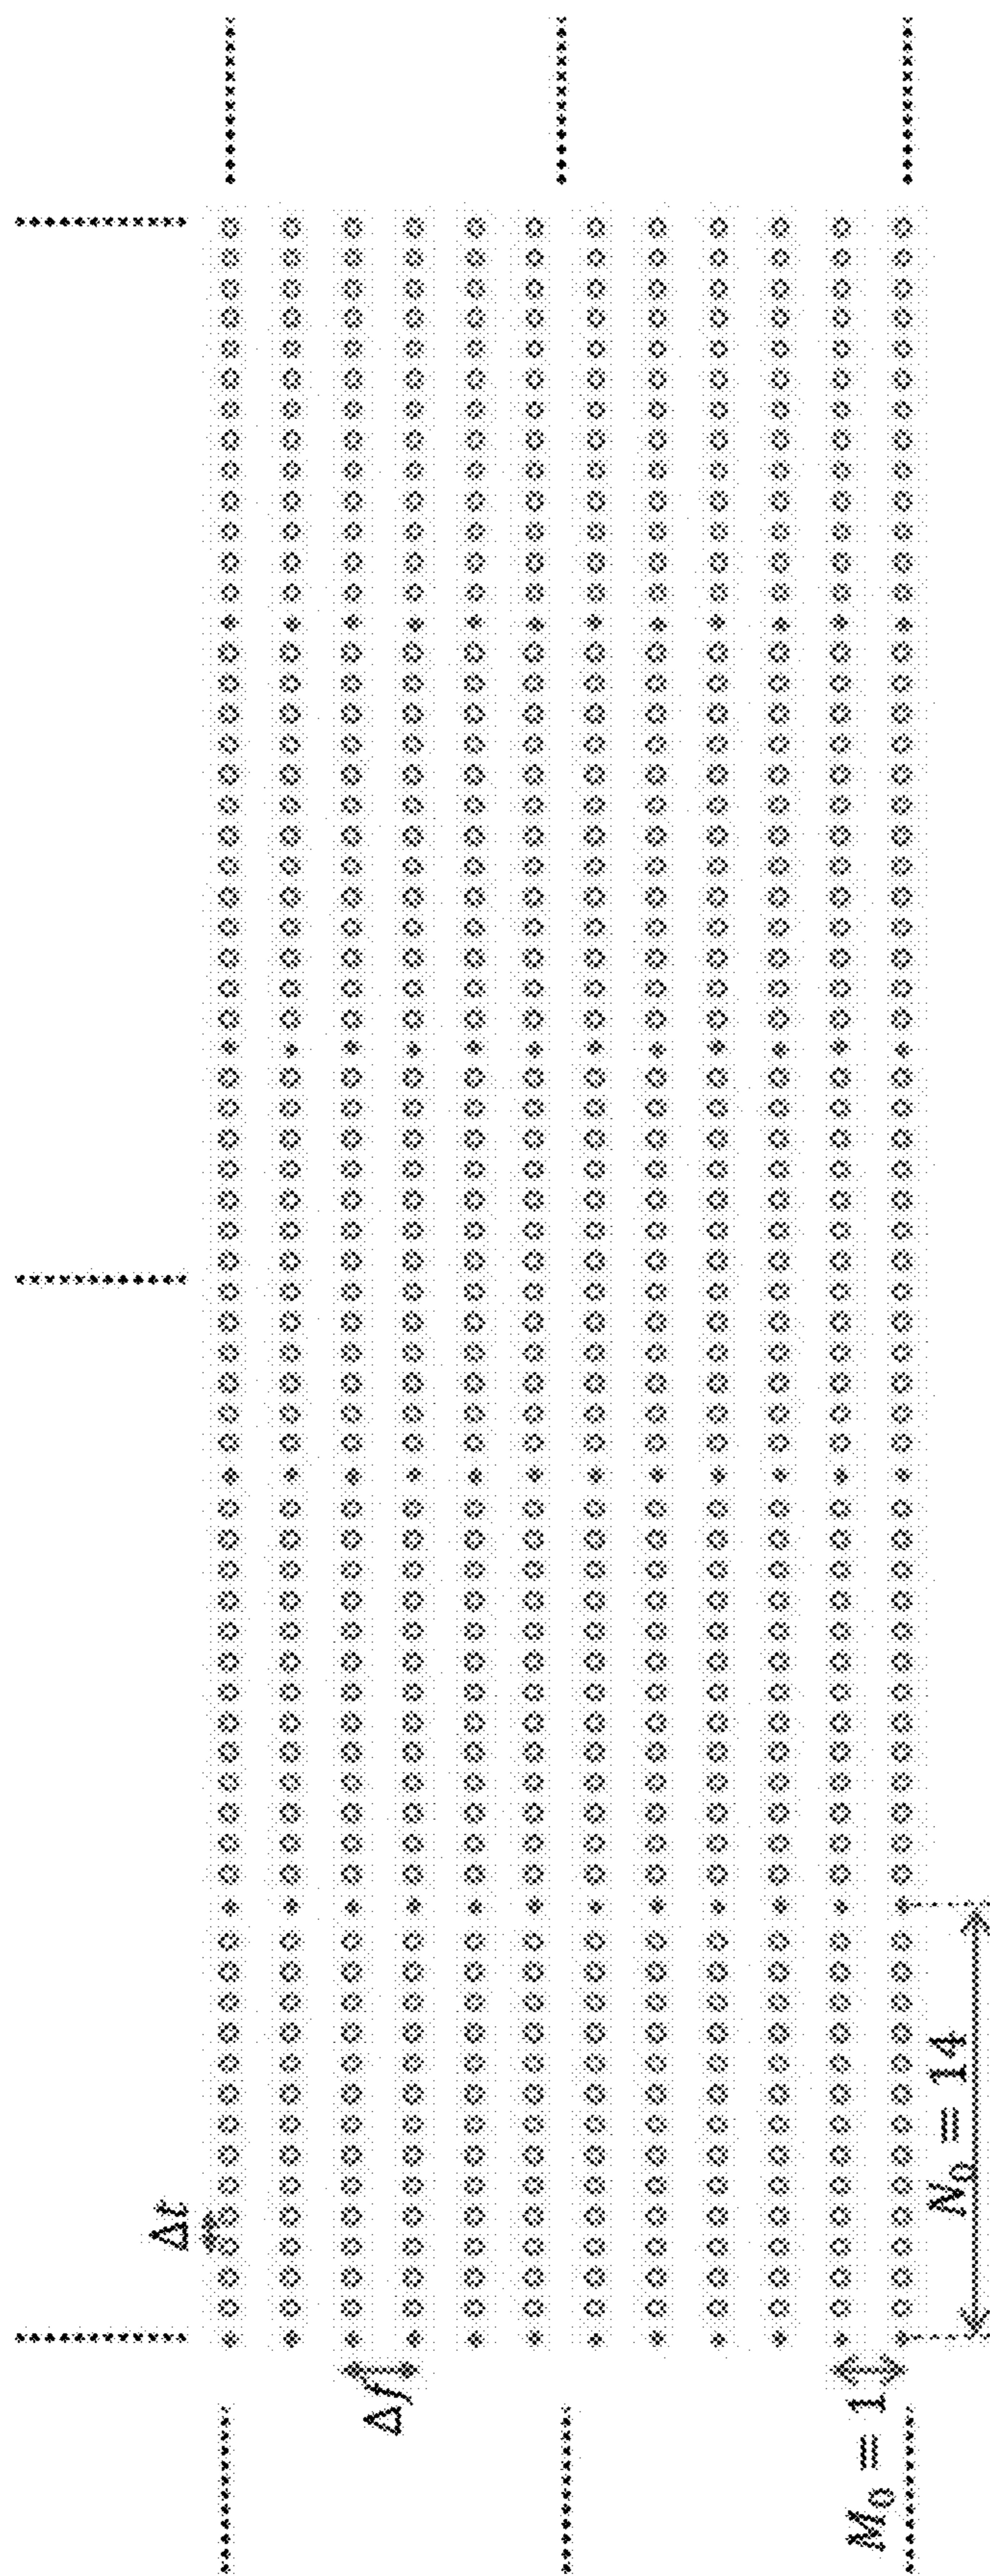 Δt
Δf
M₀ = 1
N₀ = 14